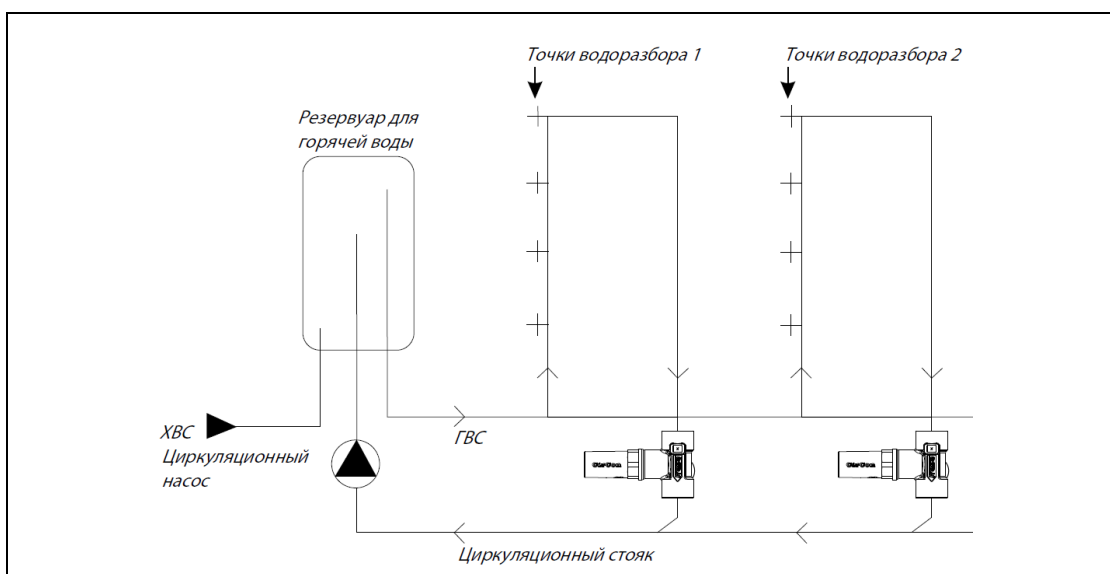 Точки водоразбора 1
Точки водоразбора 2
Резервуар для
горячей воды
ХВС
ГВС
Циркуляционный
насос
Циркуляционный стояк